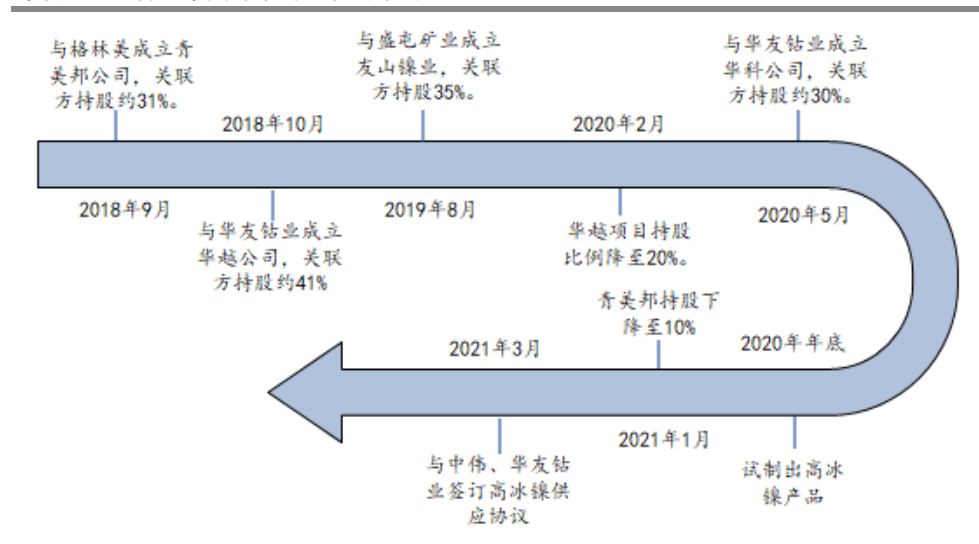 与格林美成立青
美邦公司，关联
方持股约31%。
2018年9月
2018年10月
与华友钴业成立
华越公司，关联
方持股约41%
与盛屯矿业成立
友山镍业，关联
方持股35%。
2019年8月
2020年2月
华越项目持股
比例降至20%。
与华友钴业成立
华科公司，关联
方持股约30%。
2020年5月
2020年年底
试制出高冰
镍产品
青美邦持股下
降至10%
2021年1月
2021年3月
与中伟、华友钴
业签订高冰镍供
应协议